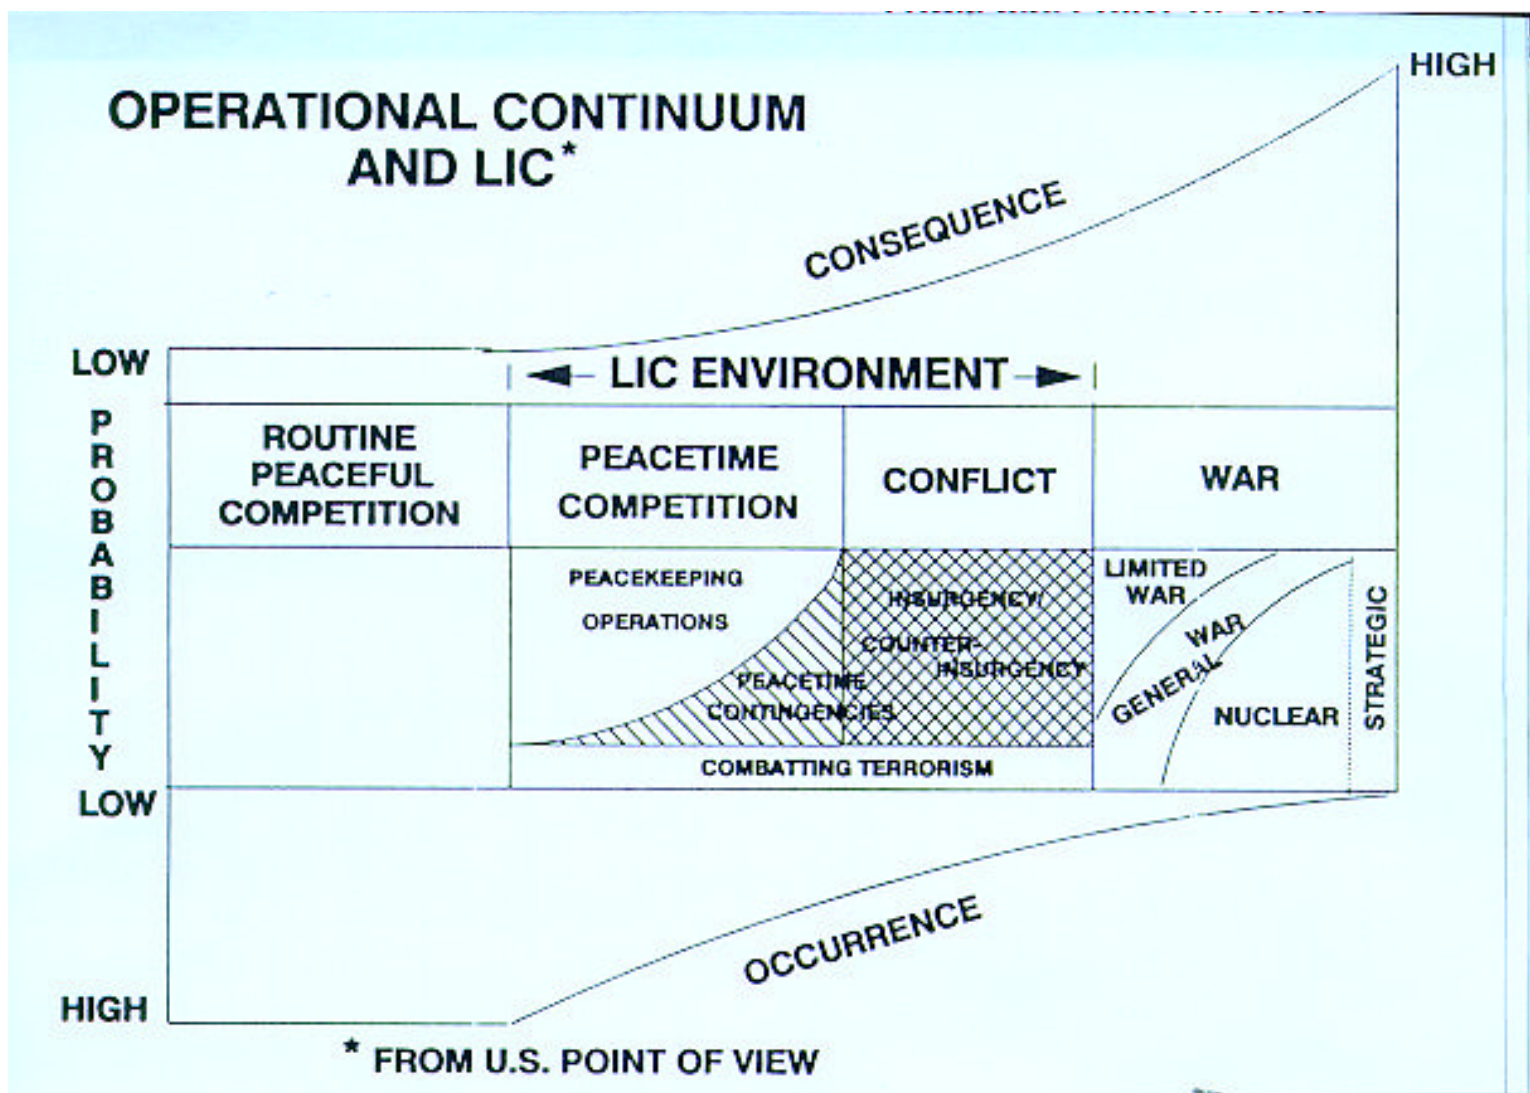 OPERATIONAL CONTINUUM
AND LIC*
HIGH
CONSEQUENCE
LOW
LIC ENVIRONMENT
PROBABILITY
ROUTINE
PEACEFUL
COMPETITION
PEACETIME
COMPETITION
CONFLICT
WAR
PEACEKEEPING
OPERATIONS
PEACETIME
CONTINGENCIES
INSURGENCY/
COUNTER-
INSURGENCY
COMBATTING TERRORISM
LIMITED
WAR
GENERAL WAR
NUCLEAR
STRATEGIC
LOW
OCCURRENCE
HIGH
* FROM U.S. POINT OF VIEW